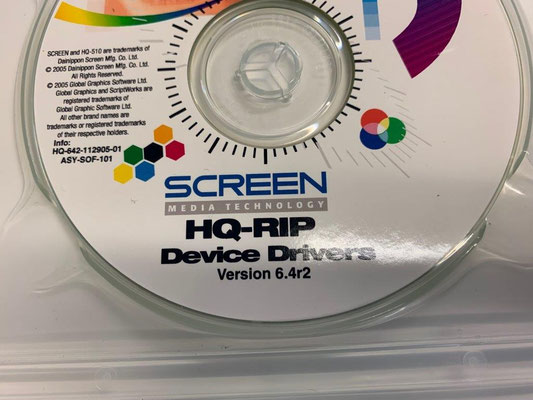 SCREEN and HQ-510 are trademarks of
Dainippon Screen Mfg. Co. Ltd.
© 2005 Dainippon Screen Mfg. Co. Ltd.
All Rights Reserved.
© 2005 Global Graphics Software Ltd.
Global Graphics and ScriptWorks are
registered trademarks of
Global Graphic Software Ltd.
All other brand names are
trademarks or registered trademarks
of their respective holders.
Info:
HQ-642-112905-01
ASY-SOF-101
SCREEN
MEDIA TECHNOLOGY
HQ-RIP
Device Drivers
Version 6.4r2